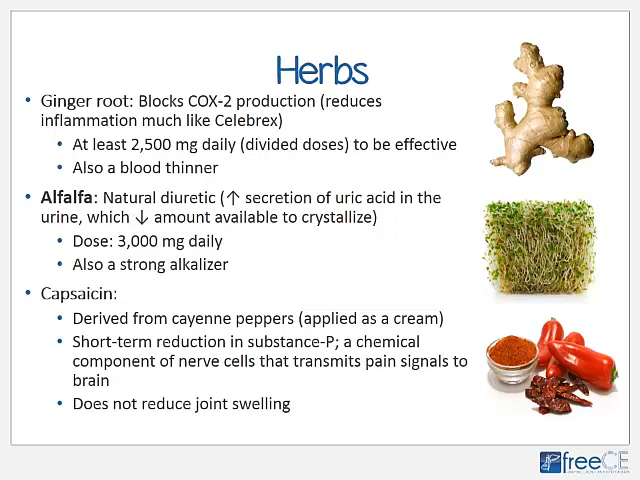 Herbs
• Ginger root: Blocks COX-2 production (reduces
inflammation much like Celebrex)
• At least 2,500 mg daily (divided doses) to be effective
• Also a blood thinner
• Alfalfa: Natural diuretic (↑ secretion of uric acid in the
urine, which ↓ amount available to crystallize)
• Dose: 3,000 mg daily
• Also a strong alkalizer
• Capsaicin:
• Derived from cayenne peppers (applied as a cream)
• Short-term reduction in substance-P; a chemical
component of nerve cells that transmits pain signals to
brain
• Does not reduce joint swelling
freeCE